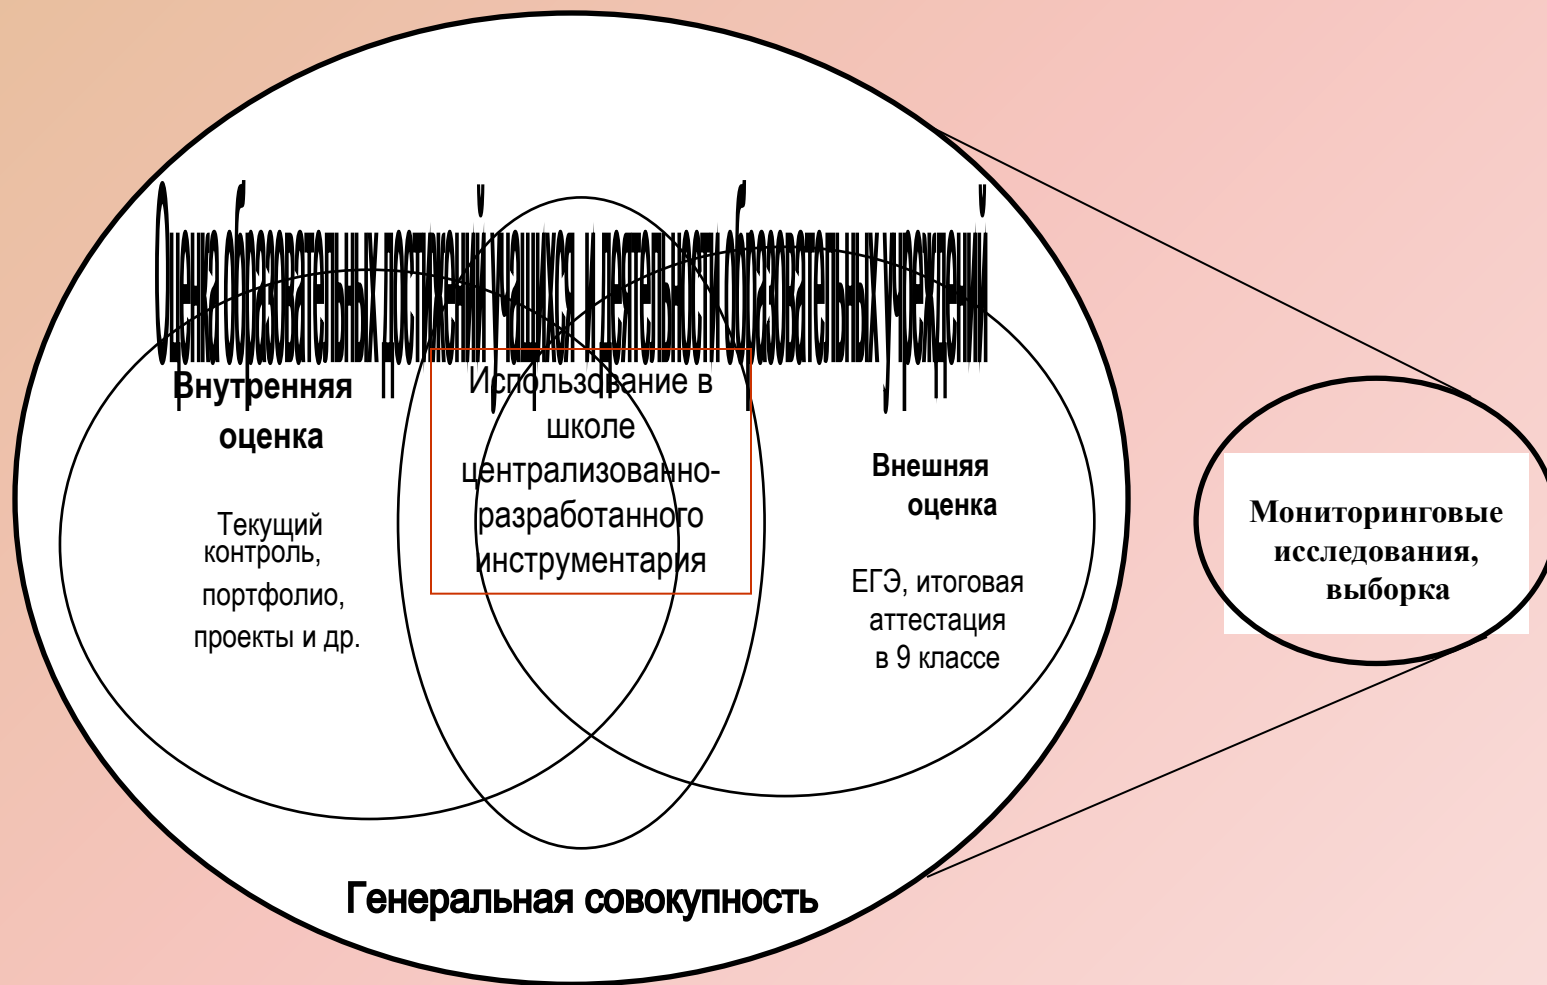 Оценка образовательных достижений учащихся и деятельности образовательных учреждений
Внутренняя
оценка
Текущий
контроль,
портфолио,
проекты и др.
Использование в
школе
централизованно-
разработанного
инструментария
Внешняя
оценка
ЕГЭ, итоговая
аттестация
в 9 классе
Мониторинговые
исследования,
выборка
Генеральная совокупность